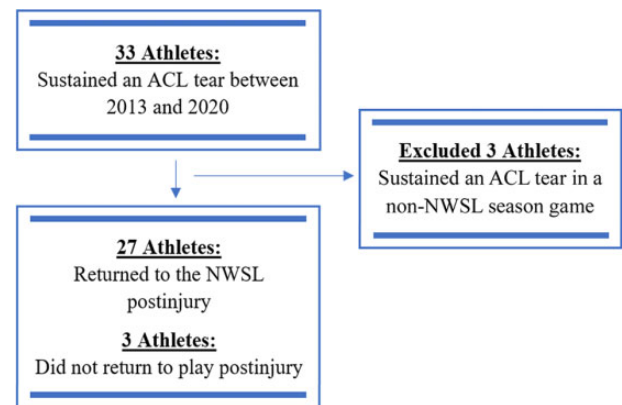 33 Athletes:
Sustained an ACL tear between
2013 and 2020
Excluded 3 Athletes:
Sustained an ACL tear in a
non-NWSL season game
27 Athletes:
Returned to the NWSL
postinjury
3 Athletes:
Did not return to play postinjury